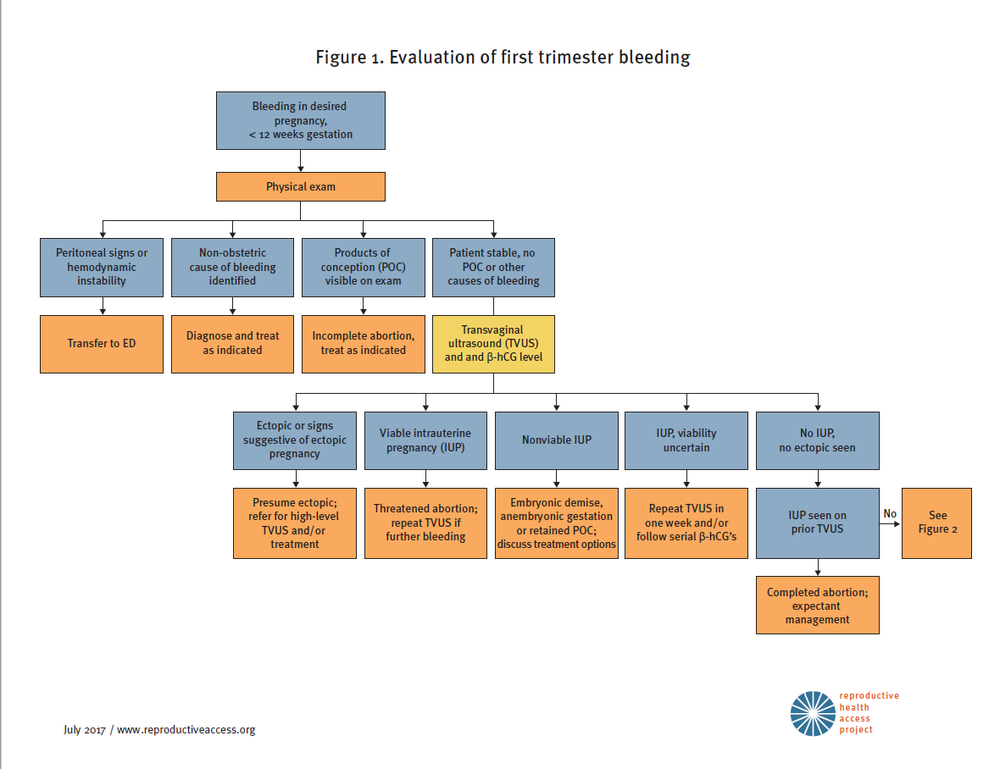 Figure 1. Evaluation of first trimester bleeding
Bleeding in desired
pregnancy,
< 12 weeks gestation
Physical exam
Peritoneal signs or
hemodynamic
instability
Non-obstetric
cause of bleeding
identified
Products of
conception (POC)
visible on exam
Patient stable, no
POC or other
causes of bleeding
Transfer to ED
Diagnose and treat
as indicated
Incomplete abortion,
treat as indicated
Transvaginal
ultrasound (TVUS)
and and β-hCG level
Ectopic or signs
suggestive of ectopic
pregnancy
Viable intrauterine
pregnancy (IUP)
Nonviable IUP
IUP, viability
uncertain
No IUP,
no ectopic seen
Presume ectopic;
refer for high-level
TVUS and/or
treatment
Threatened abortion;
repeat TVUS if
further bleeding
Embryonic demise,
anembryonic gestation
or retained POC;
discuss treatment options
Repeat TVUS in
one week and/or
follow serial β-hCG's
IUP seen on
prior TVUS
No
See
Figure 2
Completed abortion;
expectant
management
reproductive
health
access
project
July 2017 / www.reproductiveaccess.org